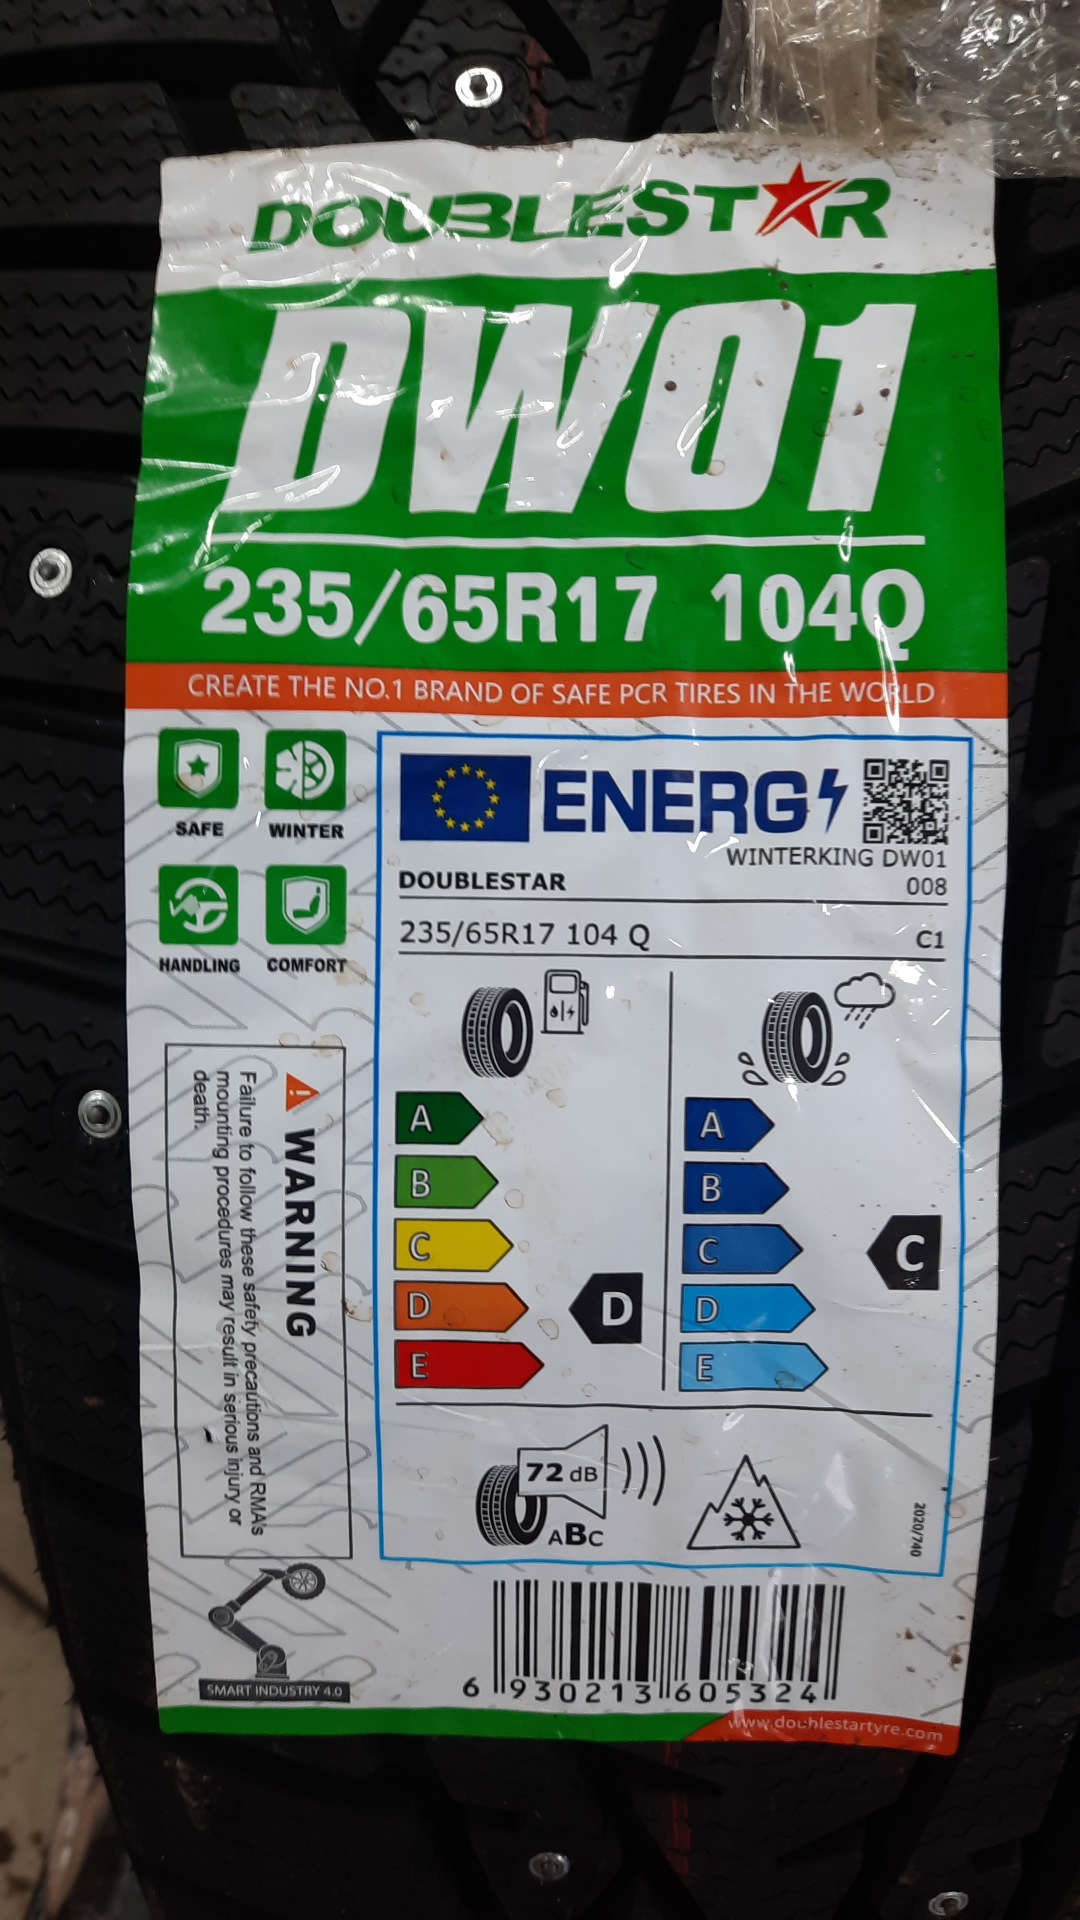 DOUBLESTAR
DW01
235/65R17 104Q
CREATE THE NO.1 BRAND OF SAFE PCR TIRES IN THE WORLD
SAFE
WINTER
HANDLING
COMFORT
WARNING
Failure to follow these safety precautions and RMA's
mounting procedures may result in serious injury or
death.
SMART INDUSTRY 4.0
ENERG
WINTERKING DW01
DOUBLESTAR
008
235/65R17 104 Q
C1
A
B
C
D
E
D
A
B
C
D
E
C
72 dB
ABC
2020/740
6 930213 605324
www.doublestartyre.com